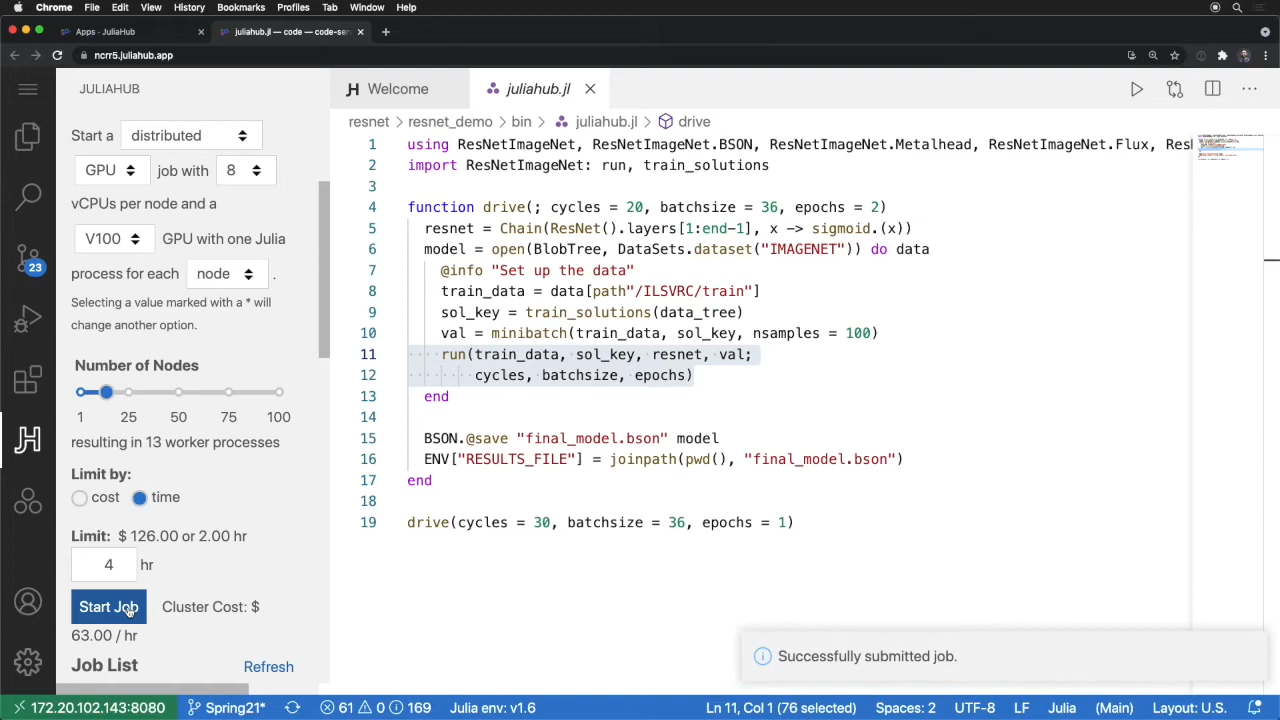 Chrome File Edit View History Bookmarks Profiles Tab Window Help
Apps - JuliaHub
juliahub.jl — code — code-ser
ncrr5.juliahub.app
JULIAHUB
Start a distributed
GPU job with 8
vCPUs per node and a
V100 GPU with one Julia
process for each node .
Selecting a value marked with a * will
change another option.
Number of Nodes
1 25 50 75 100
resulting in 13 worker processes
Limit by:
cost time
Limit: $ 126.00 or 2.00 hr
4 hr
Start Job Cluster Cost: $
63.00 / hr
Job List Refresh
Welcome
juliahub.jl
resnet > resnet_demo > bin > juliahub.jl > drive
1 using ResNetImageNet, ResNetImageNet.BSON, ResNetImageNet.Metalhead, ResNetImageNet.Flux, Res
2 import ResNetImageNet: run, train_solutions
3
4 function drive(; cycles = 20, batchsize = 36, epochs = 2)
5 resnet = Chain(ResNet().layers[1:end-1], x -> sigmoid.(x))
6 model = open(BlobTree, DataSets.dataset("IMAGENET")) do data
7 @info "Set up the data"
8 train_data = data[path"/ILSVRC/train"]
9 sol_key = train_solutions(data_tree)
10 val = minibatch(train_data, sol_key, nsamples = 100)
11 run(train_data, sol_key, resnet, val;
12 cycles, batchsize, epochs)
13 end
14
15 BSON.@save "final_model.bson" model
16 ENV["RESULTS_FILE"] = joinpath(pwd(), "final_model.bson")
17 end
18
19 drive(cycles = 30, batchsize = 36, epochs = 1)
Successfully submitted job.
23
172.20.102.143:8080 Spring21* 61 0 169 Julia env: v1.6 Ln 11, Col 1 (76 selected) Spaces: 2 UTF-8 LF Julia (Main) Layout: U.S.